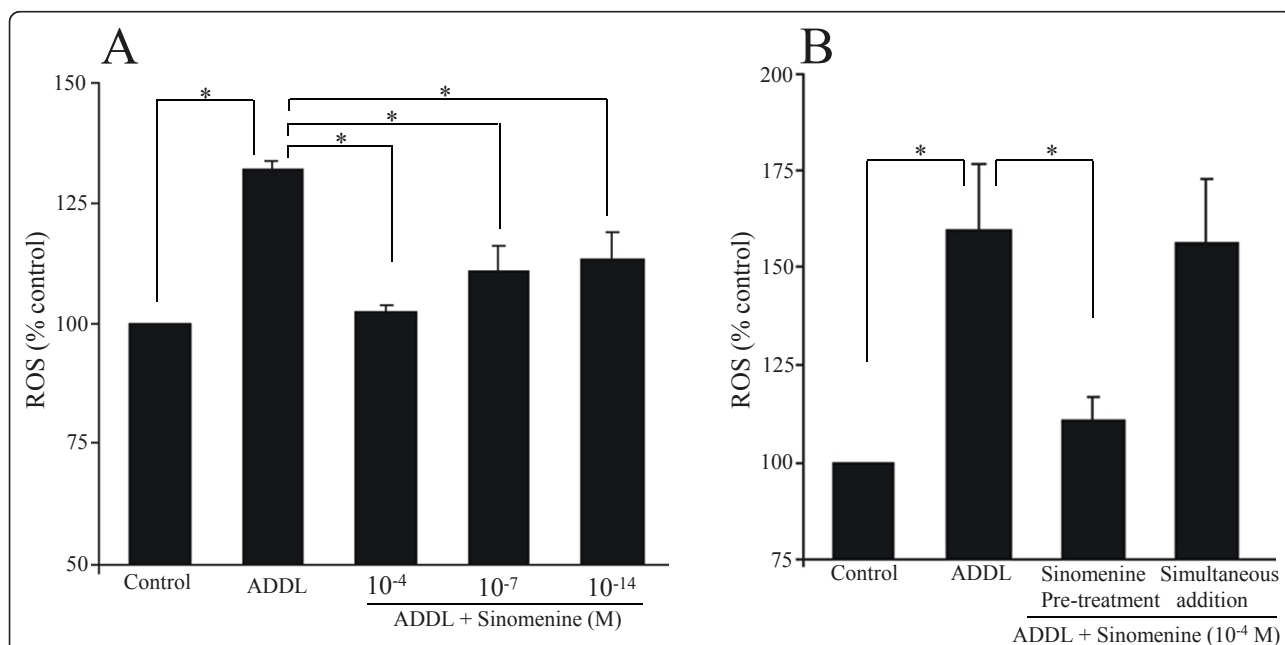 A
150
125
100
75
50
ROS (% control)
*
*
*
*
Control
ADDL
10-4
10-7
10-14
ADDL + Sinomenine (M)
B
200
175
150
125
100
75
ROS (% control)
*
*
Control
ADDL
Sinomenine
Pre-treatment
Simultaneous
addition
ADDL + Sinomenine (10-4 M)